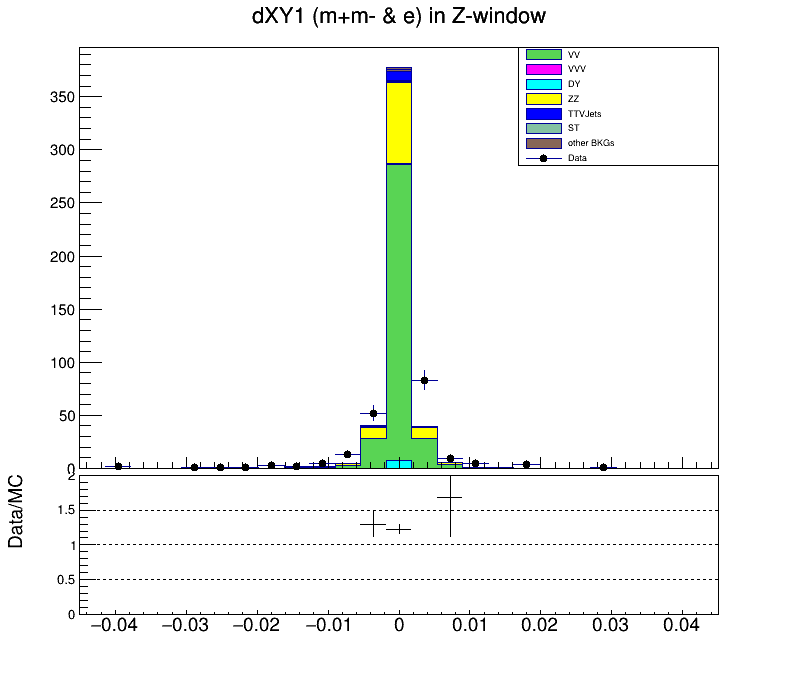 dXY1 (m+m- & e) in Z-window
VV
VVV
DY
ZZ
TTVJets
ST
other BKGs
Data
350
300
250
200
150
100
50
0
Data/MC
2
1.5
1
0.5
0
−0.04 −0.03 −0.02 −0.01 0 0.01 0.02 0.03 0.04